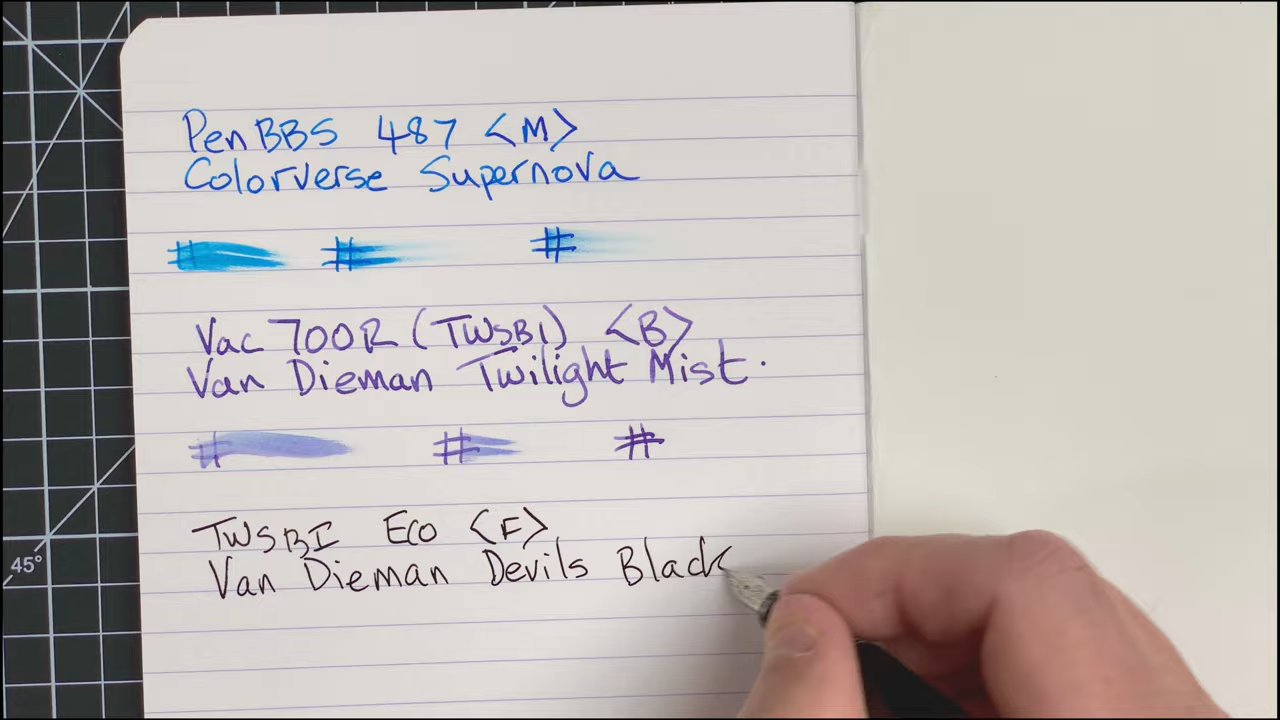 PenBBS 487 <M>
Colorverse Supernova
# # #
Vac 700R (TWSBI) <B>
Van Dieman Twilight Mist.
# # #
TWSBI Eco <F>
Van Dieman Devils Black
45°